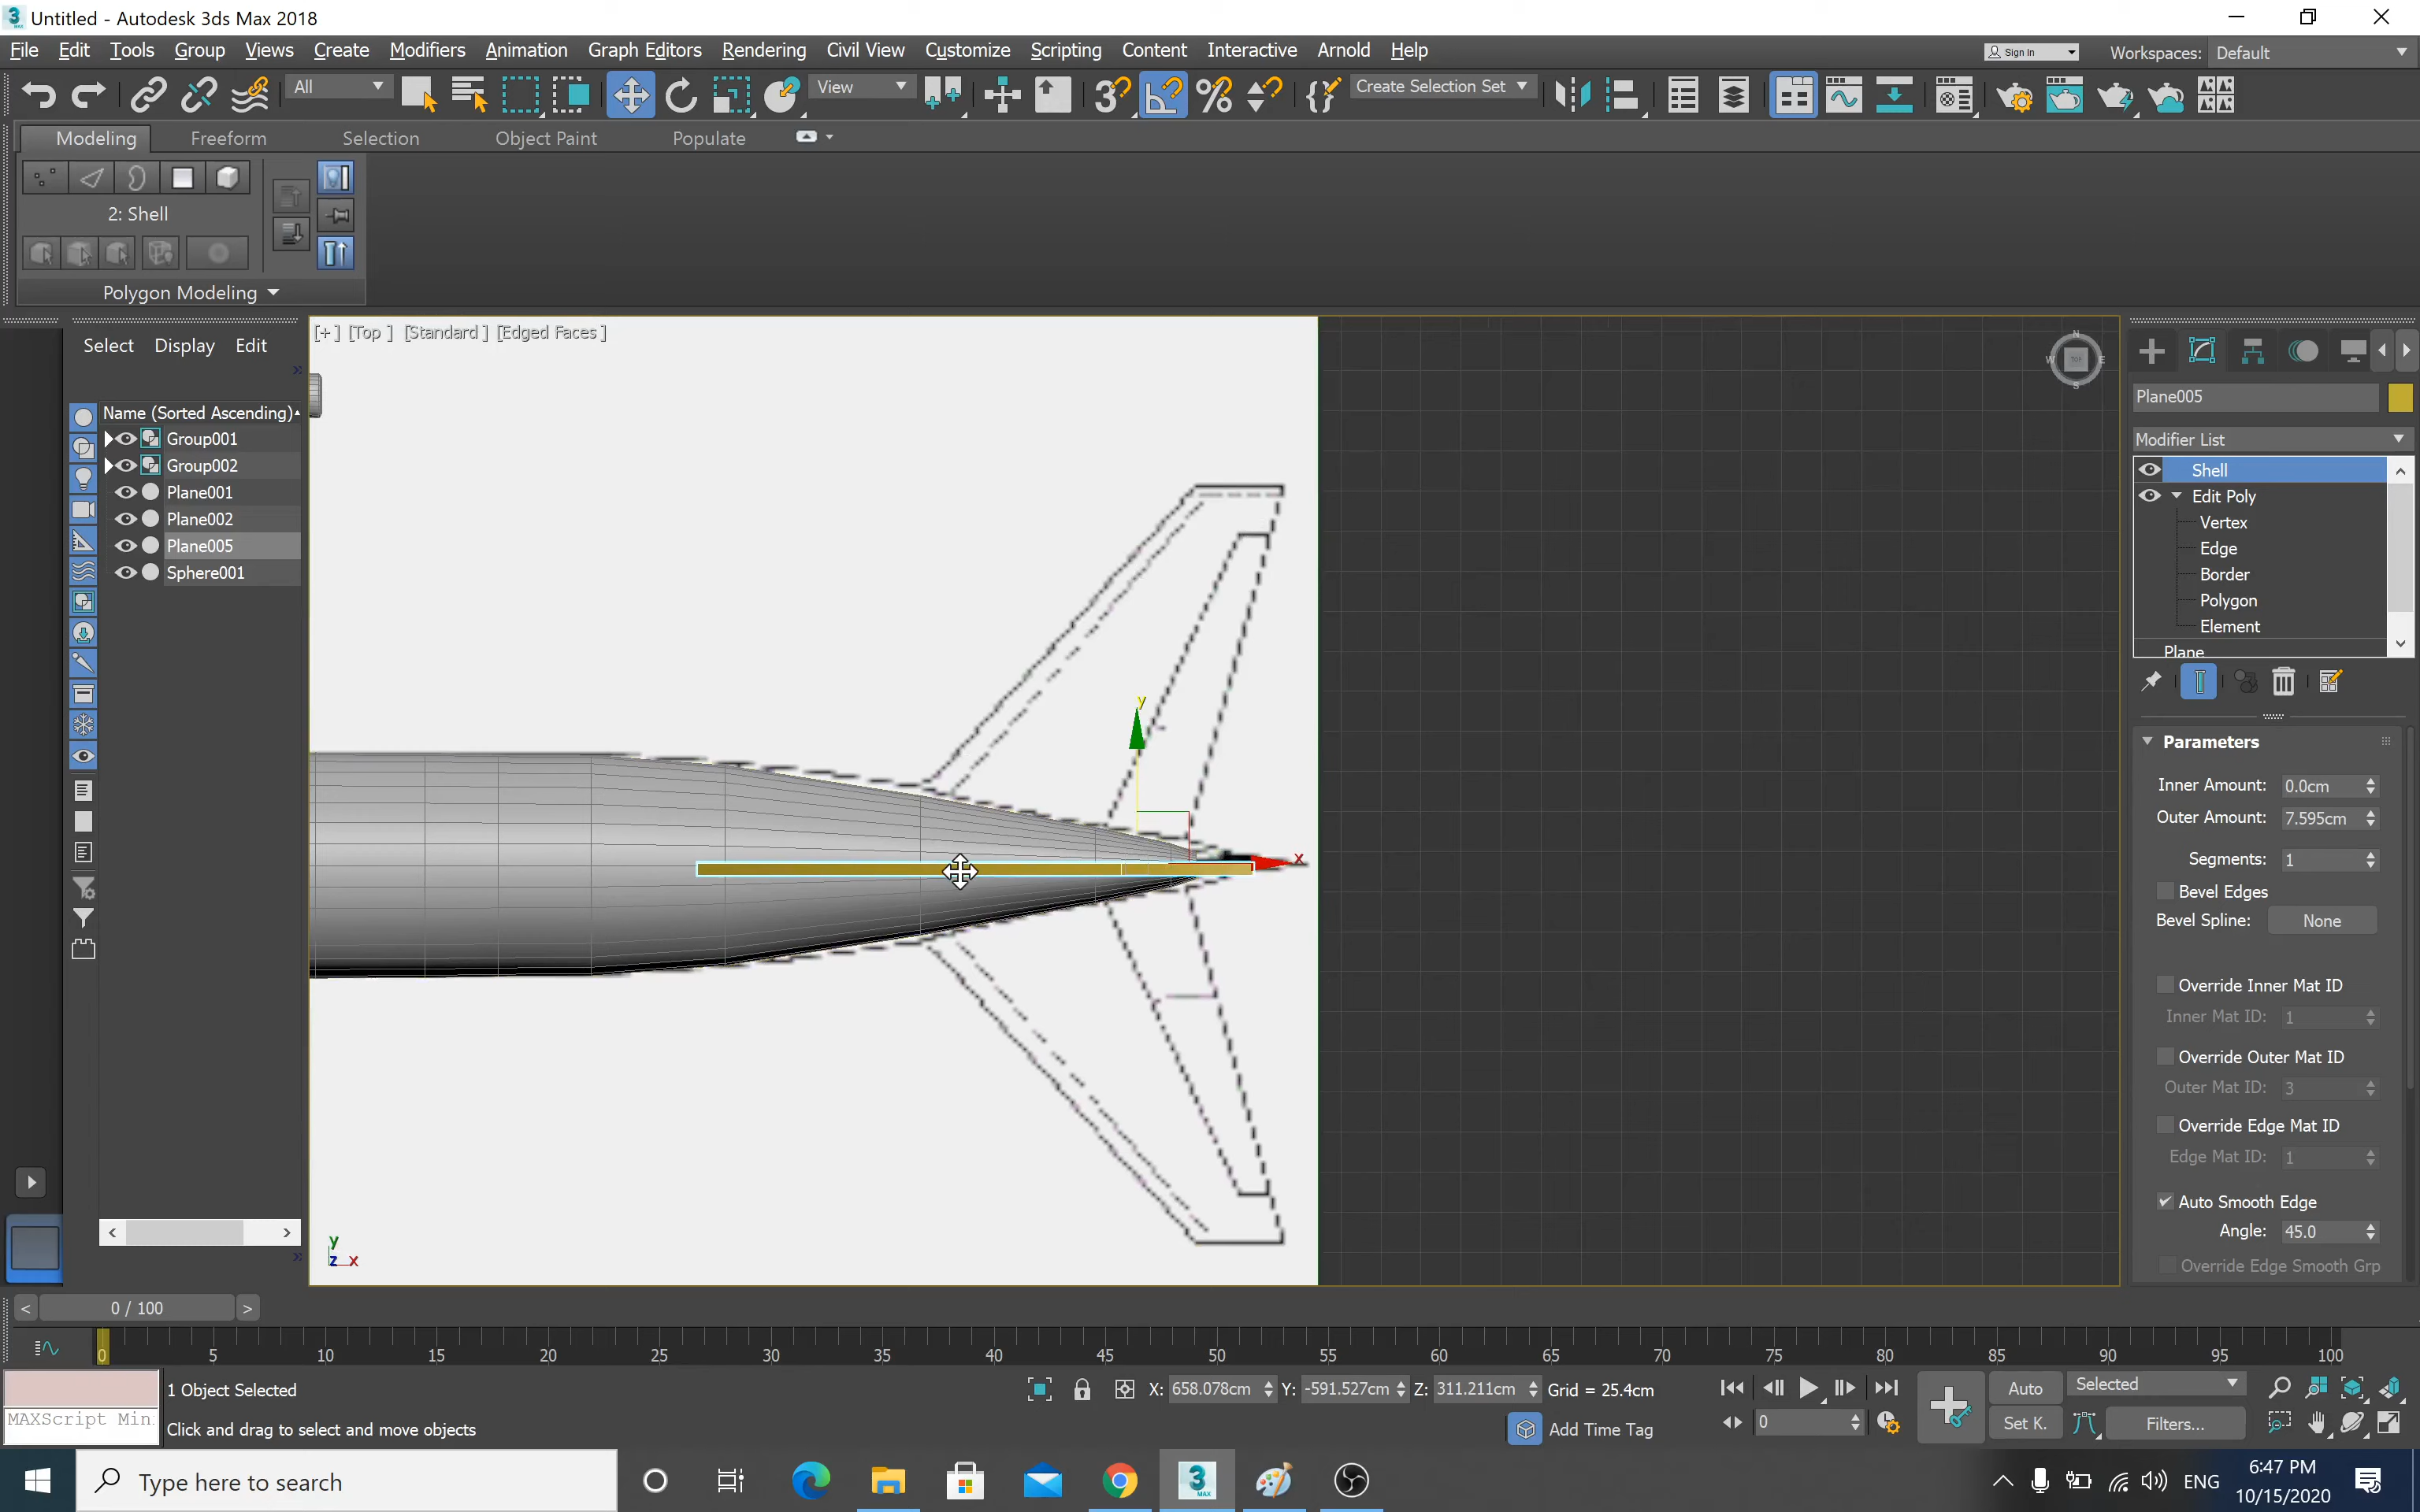 Untitled - Autodesk 3ds Max 2018
File Edit Tools Group Views Create Modifiers Animation Graph Editors Rendering Civil View Customize Scripting Content Interactive Arnold Help
Sign In Workspaces: Default
All View Create Selection Set
Modeling Freeform Selection Object Paint Populate
2: Shell
Polygon Modeling
Select Display Edit
[+] [Top ] [Standard ] [Edged Faces ]
Name (Sorted Ascending)
Group001
Group002
Plane001
Plane002
Plane005
Sphere001
N
W TOP E
S
y
x
y
z x
Plane005
Modifier List
Shell
Edit Poly
Vertex
Edge
Border
Polygon
Element
Plane
Parameters
Inner Amount: 0.0cm
Outer Amount: 7.595cm
Segments: 1
Bevel Edges
Bevel Spline: None
Override Inner Mat ID
Inner Mat ID: 1
Override Outer Mat ID
Outer Mat ID: 3
Override Edge Mat ID
Edge Mat ID: 1
Auto Smooth Edge
Angle: 45.0
Override Edge Smooth Grp
< 0 / 100 >
0 5 10 15 20 25 30 35 40 45 50 55 60 65 70 75 80 85 90 95 100
1 Object Selected
X: 658.078cm Y: -591.527cm Z: 311.211cm Grid = 25.4cm
Auto Selected
MAXScript Min
Click and drag to select and move objects
Add Time Tag
0
Set K. Filters...
Type here to search
3 MAX
ENG
6:47 PM
10/15/2020